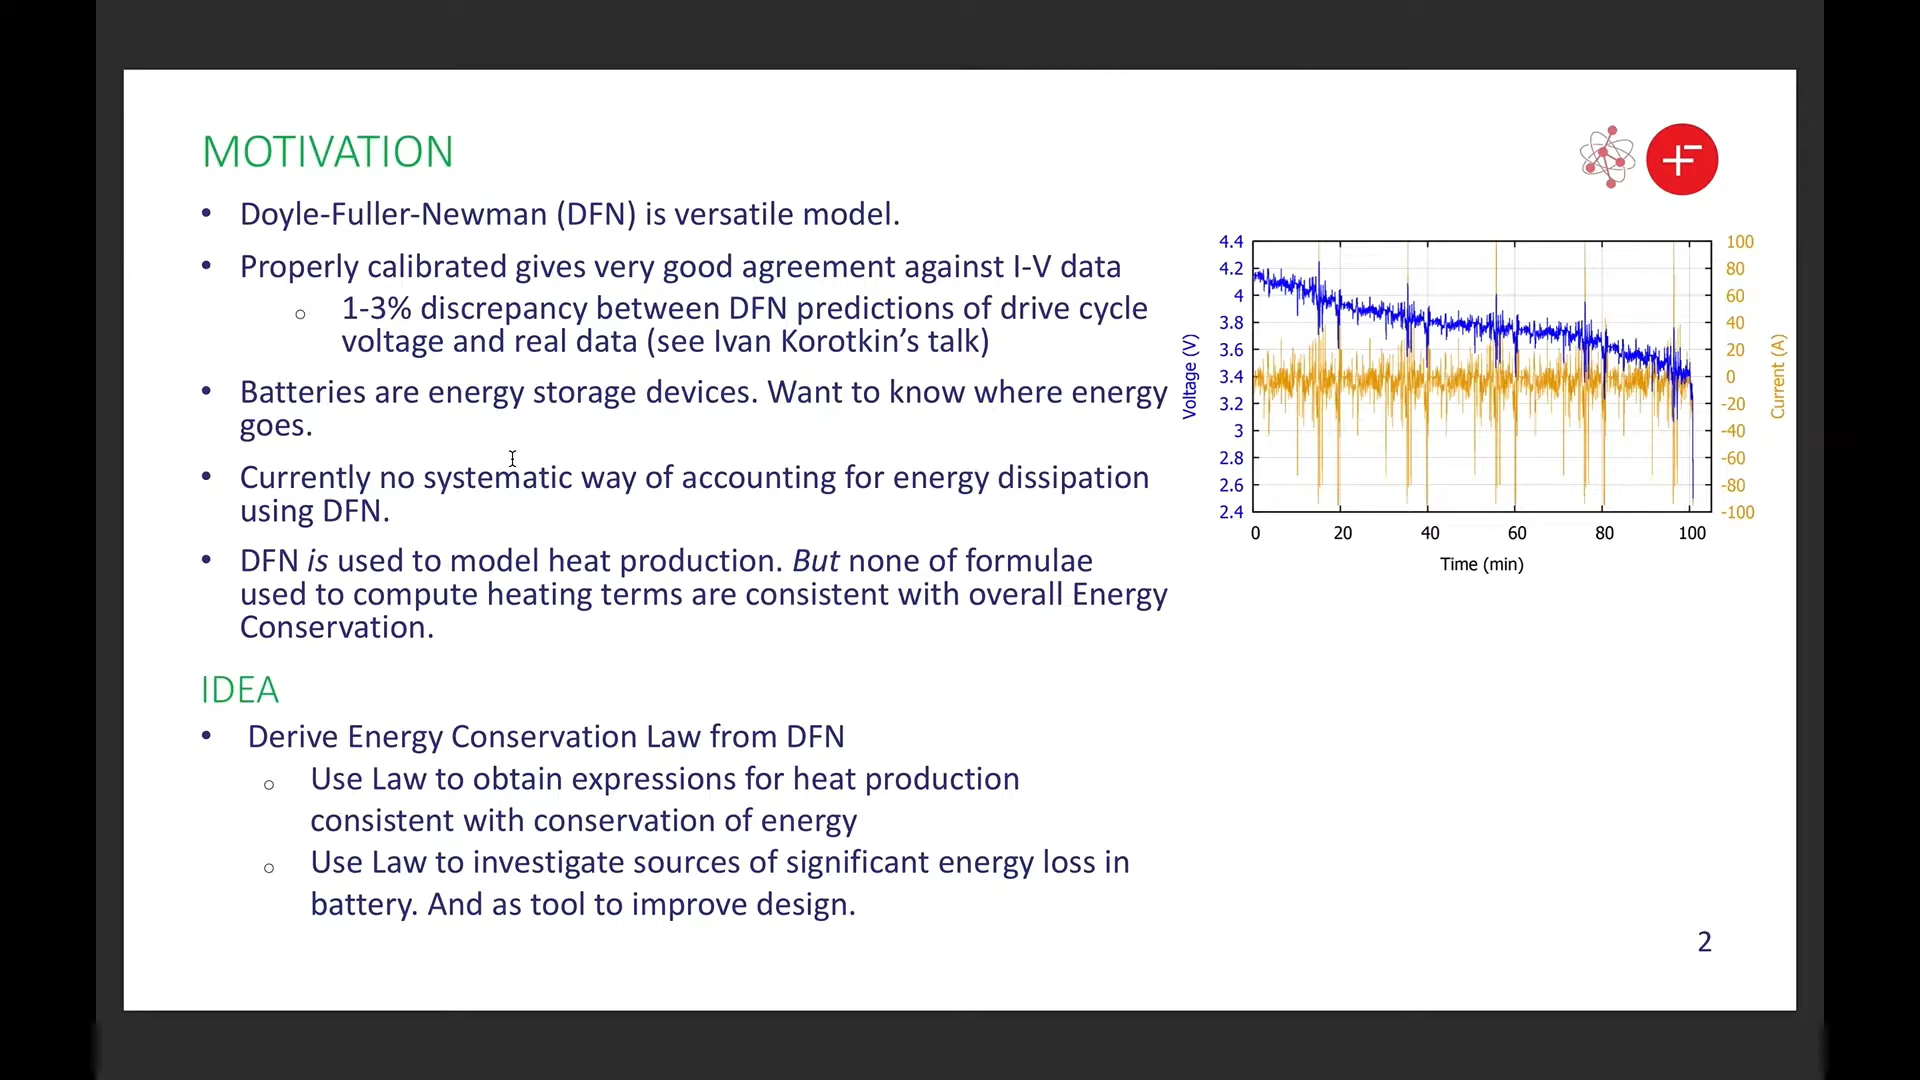 MOTIVATION
• Doyle-Fuller-Newman (DFN) is versatile model.
• Properly calibrated gives very good agreement against I-V data
○ 1-3% discrepancy between DFN predictions of drive cycle
voltage and real data (see Ivan Korotkin’s talk)
• Batteries are energy storage devices. Want to know where energy
goes.
• Currently no systematic way of accounting for energy dissipation
using DFN.
• DFN is used to model heat production. But none of formulae
used to compute heating terms are consistent with overall Energy
Conservation.
IDEA
• Derive Energy Conservation Law from DFN
○ Use Law to obtain expressions for heat production
consistent with conservation of energy
○ Use Law to investigate sources of significant energy loss in
battery. And as tool to improve design.
Voltage (V)
4.4
4.2
4
3.8
3.6
3.4
3.2
3
2.8
2.6
2.4
0 20 40 60 80 100
Time (min)
100
80
60
40
20
0
-20
-40
-60
-80
-100
Current (A)
2